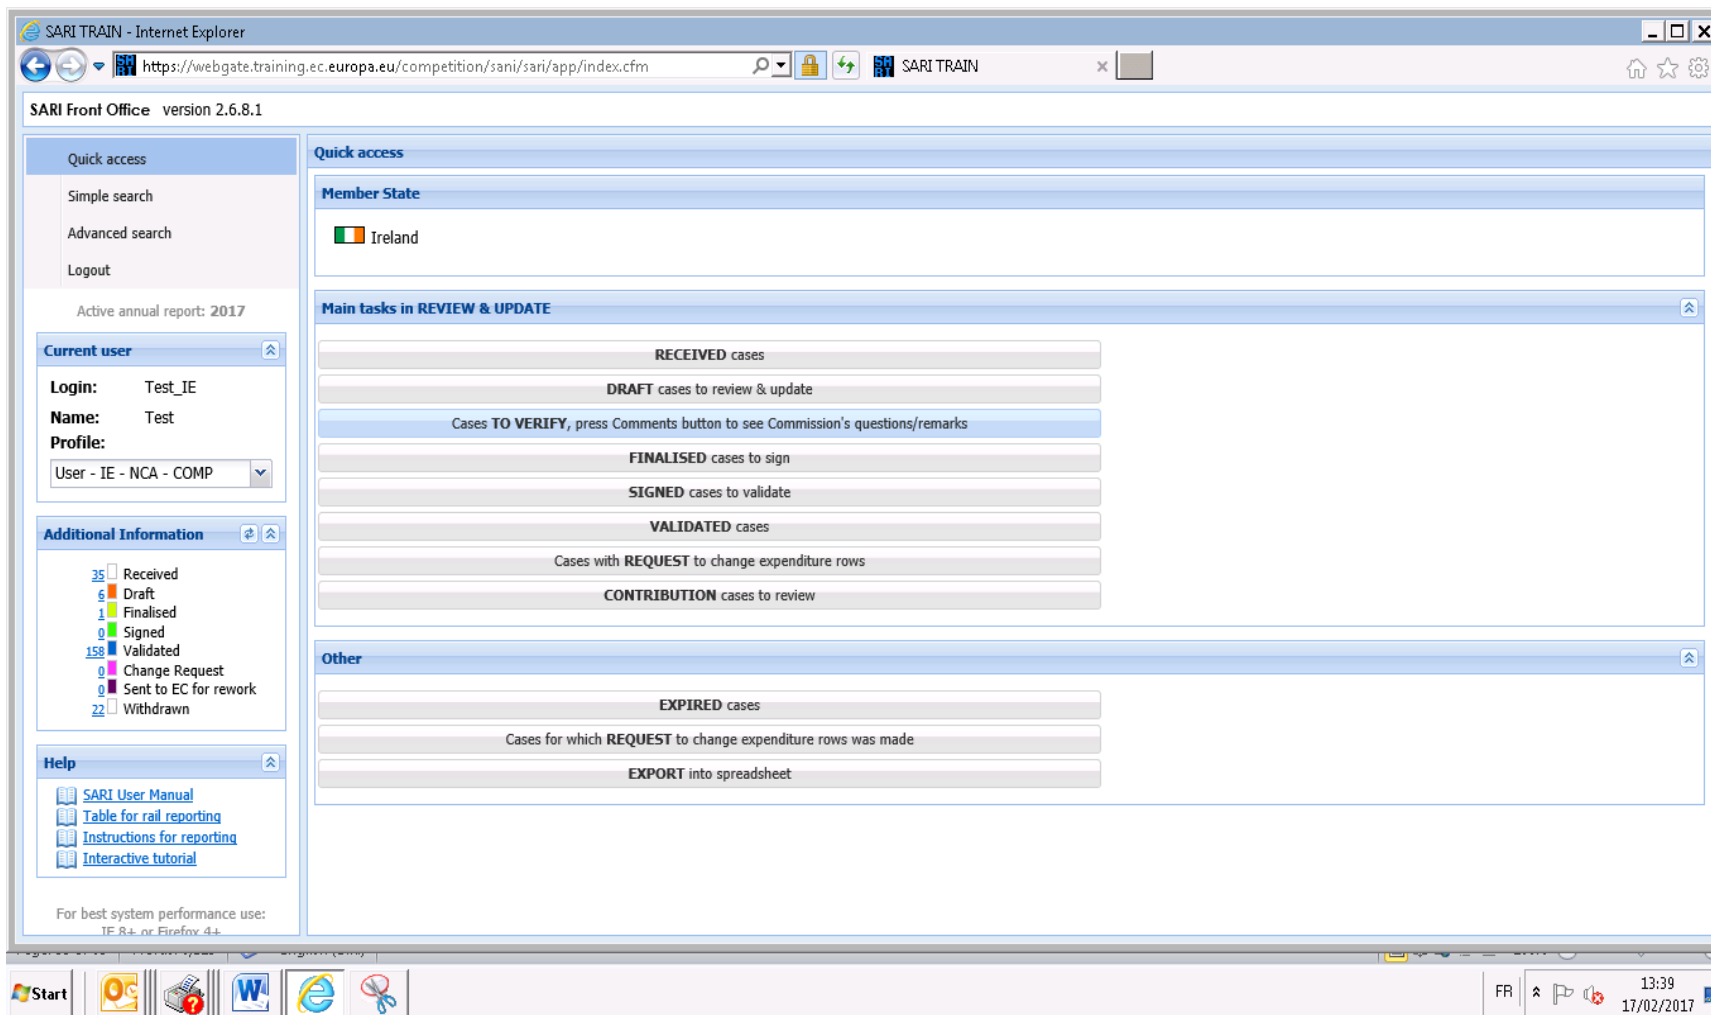 SARI TRAIN - Internet Explorer
https://webgate.training.ec.europa.eu/competition/sani/sari/app/index.cfm
SARI TRAIN
SARI Front Office version 2.6.8.1
Quick access
Simple search
Advanced search
Logout
Active annual report: 2017
Current user
Login: Test_IE
Name: Test
Profile:
User - IE - NCA - COMP
Additional Information
35 Received
6 Draft
1 Finalised
0 Signed
158 Validated
0 Change Request
0 Sent to EC for rework
22 Withdrawn
Help
SARI User Manual
Table for rail reporting
Instructions for reporting
Interactive tutorial
For best system performance use:
IE 8+ or Firefox 4+
Quick access
Member State
Ireland
Main tasks in REVIEW & UPDATE
RECEIVED cases
DRAFT cases to review & update
Cases TO VERIFY, press Comments button to see Commission's questions/remarks
FINALISED cases to sign
SIGNED cases to validate
VALIDATED cases
Cases with REQUEST to change expenditure rows
CONTRIBUTION cases to review
Other
EXPIRED cases
Cases for which REQUEST to change expenditure rows was made
EXPORT into spreadsheet
Start
FR
13:39
17/02/2017